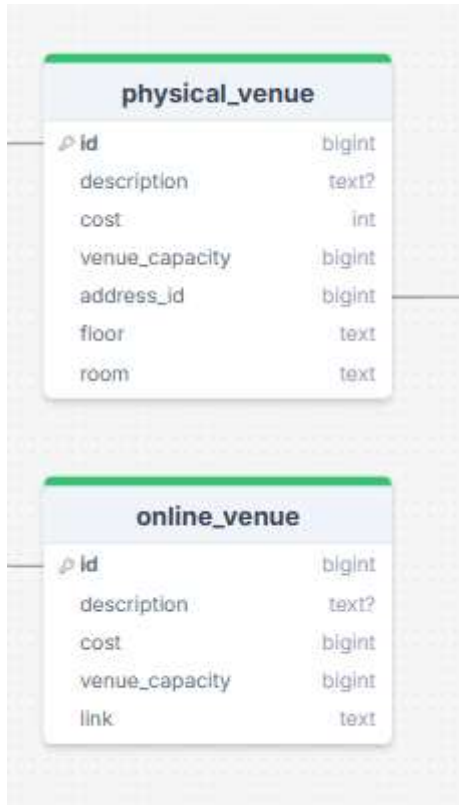 physical_venue
id bigint
description text?
cost int
venue_capacity bigint
address_id bigint
floor text
room text
online_venue
id bigint
description text?
cost bigint
venue_capacity bigint
link text